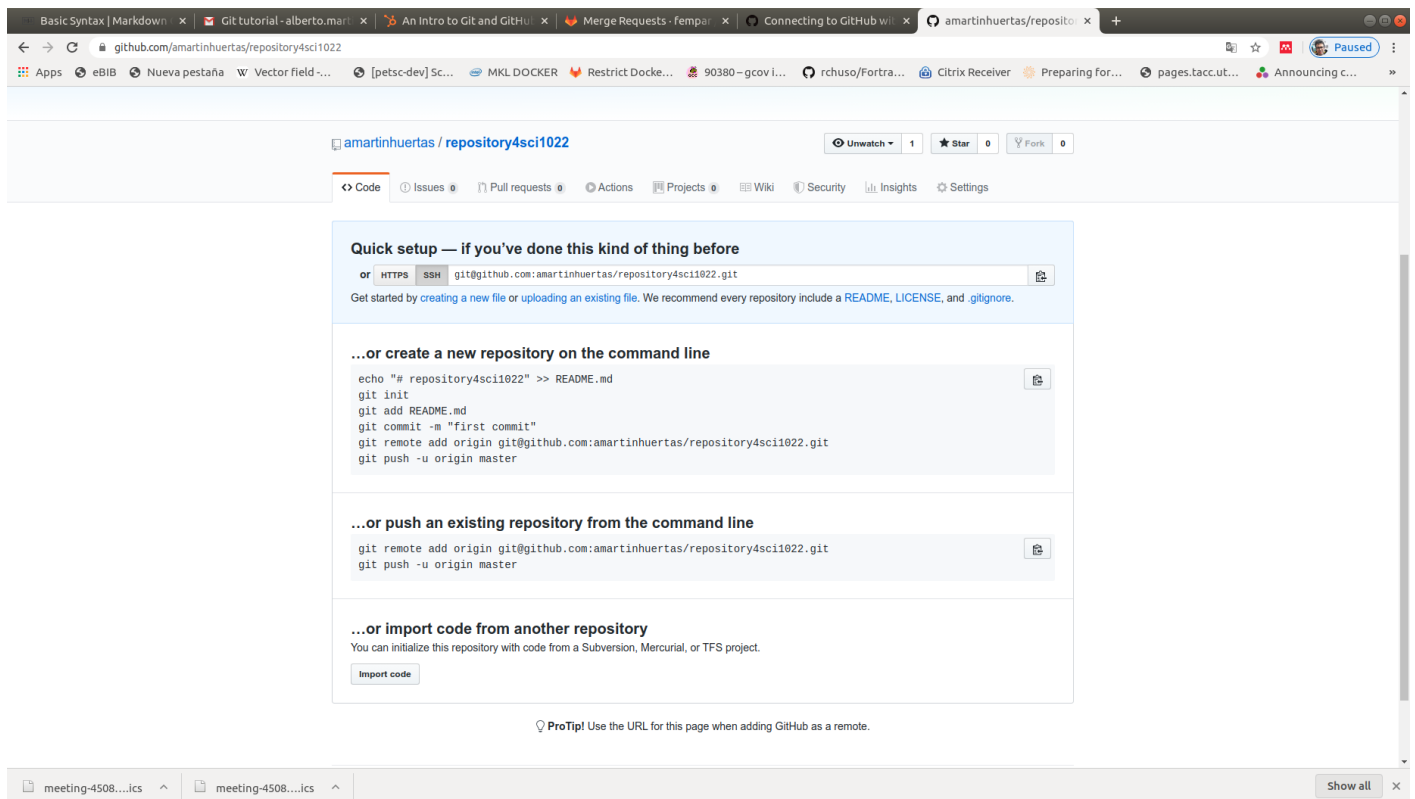 Basic Syntax | Markdown
Git tutorial - alberto.mart
An Intro to Git and GitHub
Merge Requests · fempar
Connecting to GitHub wit
amartinhuertas/repositor
github.com/amartinhuertas/repository4sci1022
Paused
Apps
eBIB
Nueva pestaña
W Vector field -...
[petsc-dev] Sc...
MKL DOCKER
Restrict Docke...
90380 – gcov i...
rchuso/Fortra...
Citrix Receiver
Preparing for...
pages.tacc.ut...
Announcing c...
»
amartinhuertas / repository4sci1022
Unwatch 1
Star 0
Fork 0
Code
Issues 0
Pull requests 0
Actions
Projects 0
Wiki
Security
Insights
Settings
Quick setup — if you've done this kind of thing before
or HTTPS SSH git@github.com:amartinhuertas/repository4sci1022.git
Get started by creating a new file or uploading an existing file. We recommend every repository include a README, LICENSE, and .gitignore.
…or create a new repository on the command line
echo "# repository4sci1022" >> README.md
git init
git add README.md
git commit -m "first commit"
git remote add origin git@github.com:amartinhuertas/repository4sci1022.git
git push -u origin master
…or push an existing repository from the command line
git remote add origin git@github.com:amartinhuertas/repository4sci1022.git
git push -u origin master
…or import code from another repository
You can initialize this repository with code from a Subversion, Mercurial, or TFS project.
Import code
ProTip! Use the URL for this page when adding GitHub as a remote.
meeting-4508....ics
meeting-4508....ics
Show all